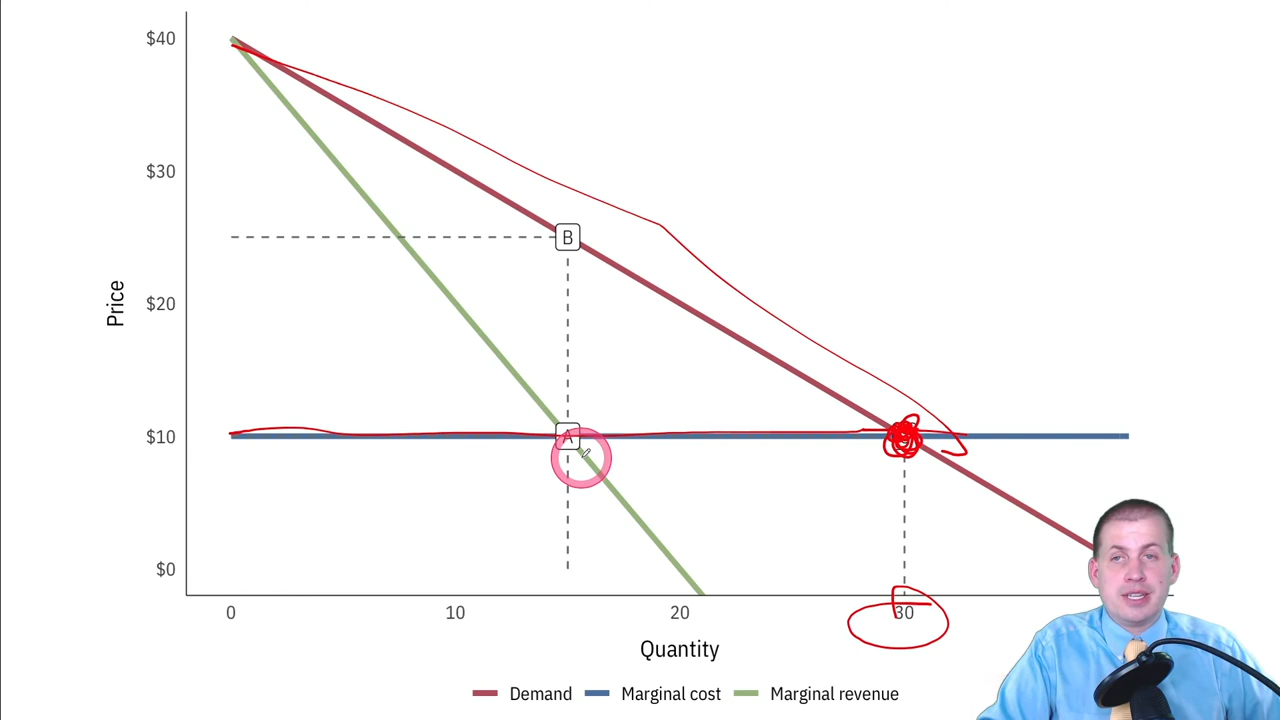 $40
$30
B
$20
Price
$10
A
$0
0 10 20 30
Quantity
Demand Marginal cost Marginal revenue